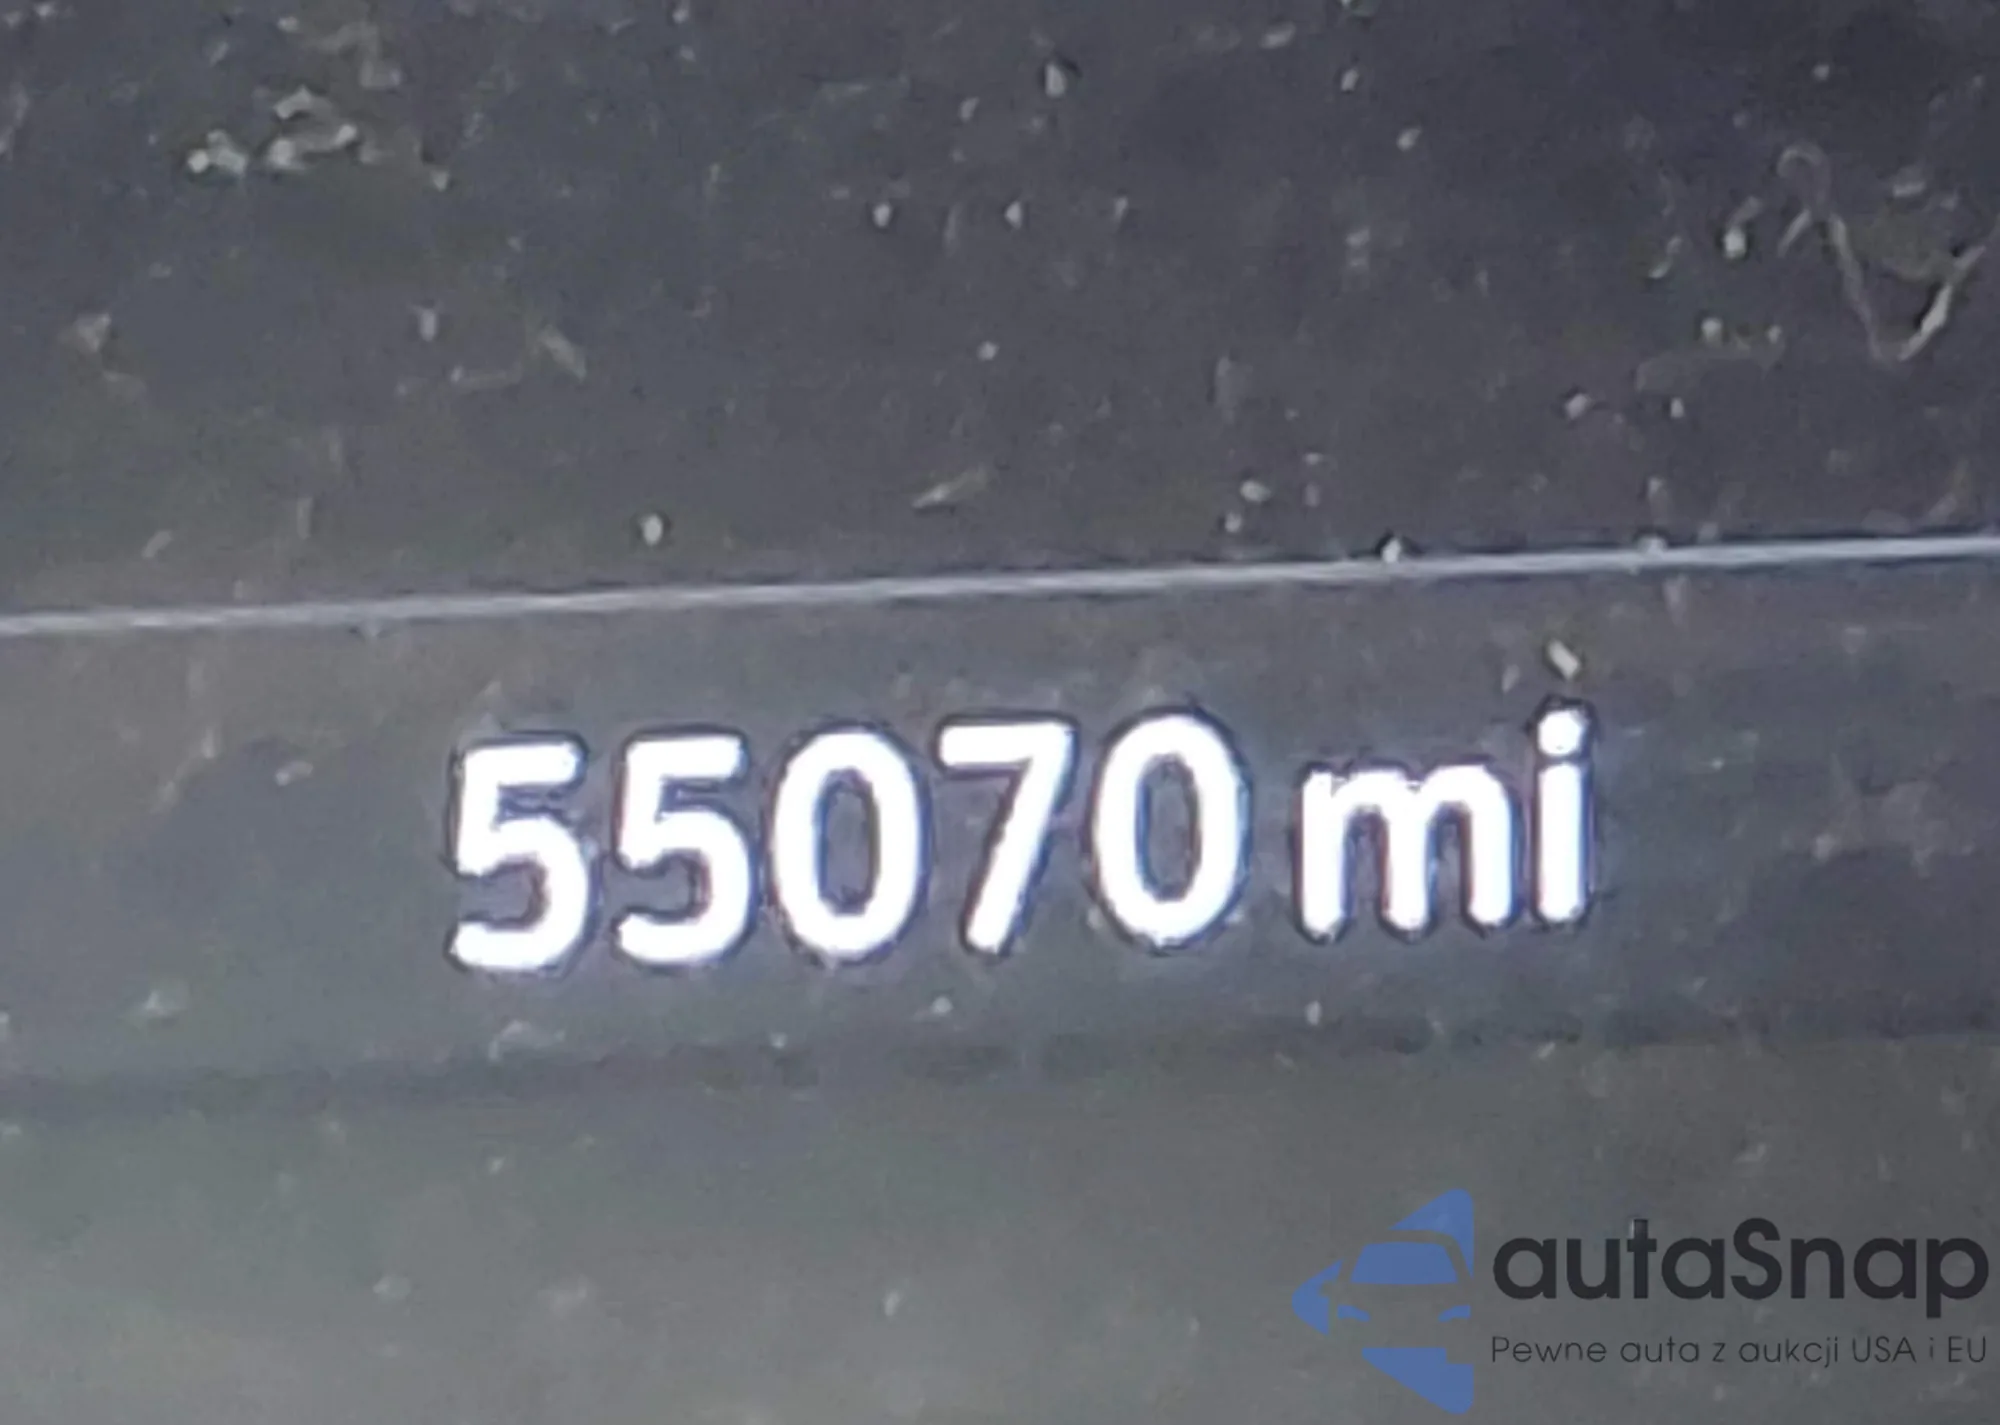 55070 mi
autaSnap
Pewne auta z aukcji USA i EU